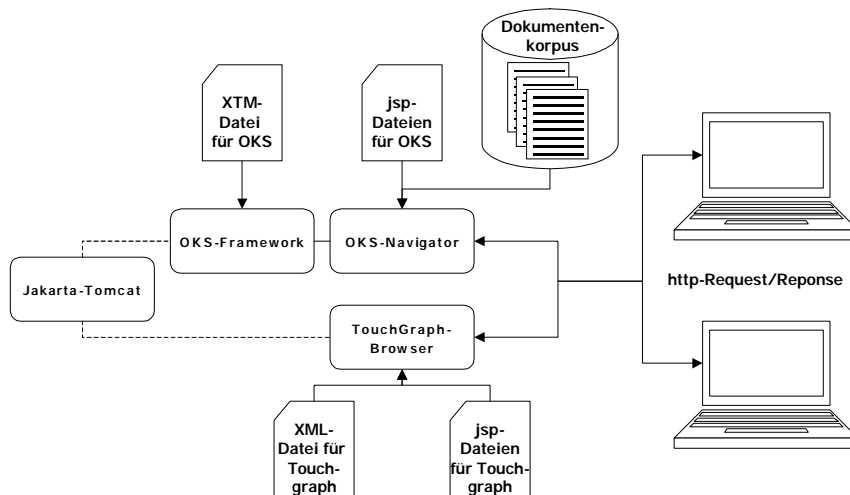 Dokumenten-
korpus
XTM-
Datei
für OKS
jsp-
Dateien
für OKS
OKS-Framework
OKS-Navigator
Jakarta-Tomcat
http-Request/Reponse
TouchGraph-
Browser
XML-
Datei für
Touch-
graph
jsp-
Dateien
für Touch-
graph